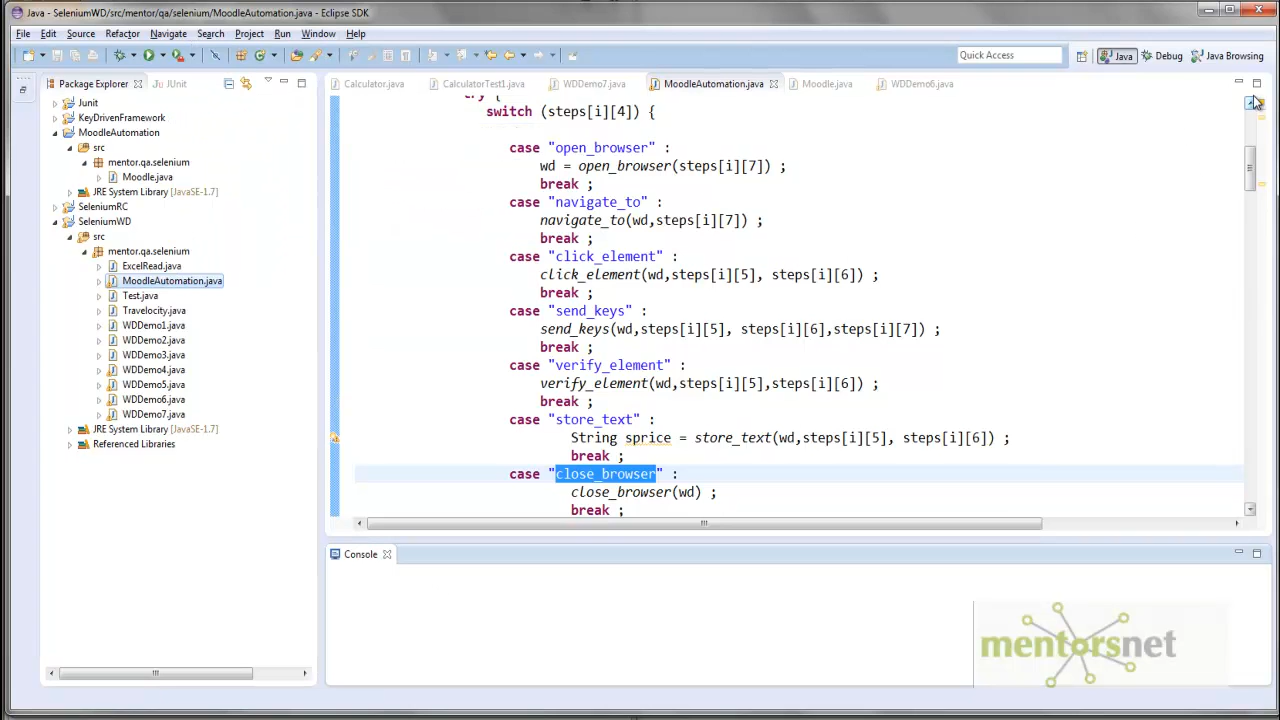 Java - SeleniumWD/src/mentor/qa/selenium/MoodleAutomation.java - Eclipse SDK
File Edit Source Refactor Navigate Search Project Run Window Help
Quick Access
Java
Debug
Java Browsing
Package Explorer
JUnit
Junit
KeyDrivenFramework
MoodleAutomation
src
mentor.qa.selenium
Moodle.java
JRE System Library [JavaSE-1.7]
SeleniumRC
SeleniumWD
src
mentor.qa.selenium
ExcelRead.java
MoodleAutomation.java
Test.java
Travelocity.java
WDDemo1.java
WDDemo2.java
WDDemo3.java
WDDemo4.java
WDDemo5.java
WDDemo6.java
WDDemo7.java
JRE System Library [JavaSE-1.7]
Referenced Libraries
Calculator.java CalculatorTest1.java WDDemo7.java MoodleAutomation.java Moodle.java WDDemo6.java
try {
switch (steps[i][4]) {
case "open_browser" :
wd = open_browser(steps[i][7]) ;
break ;
case "navigate_to" :
navigate_to(wd,steps[i][7]) ;
break ;
case "click_element" :
click_element(wd,steps[i][5], steps[i][6]) ;
break ;
case "send_keys" :
send_keys(wd,steps[i][5], steps[i][6],steps[i][7]) ;
break ;
case "verify_element" :
verify_element(wd,steps[i][5],steps[i][6]) ;
break ;
case "store_text" :
String sprice = store_text(wd,steps[i][5], steps[i][6]) ;
break ;
case "close_browser" :
close_browser(wd) ;
break ;
Console
mentorsnet